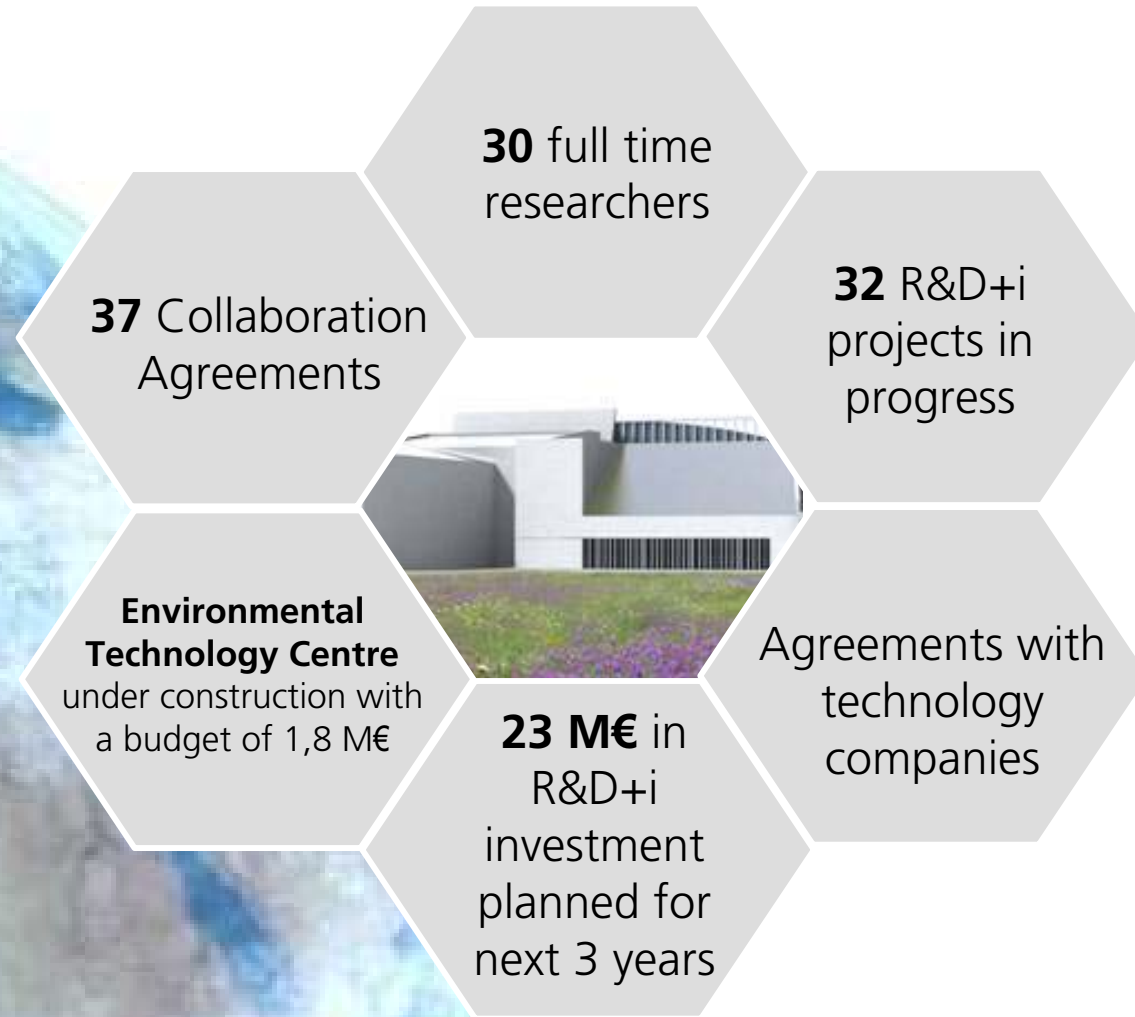 30 full time
researchers
37 Collaboration
Agreements
32 R&D+i
projects in
progress
Environmental
Technology Centre
under construction with
a budget of 1,8 M€
23 M€ in
R&D+i
investment
planned for
next 3 years
Agreements with
technology
companies